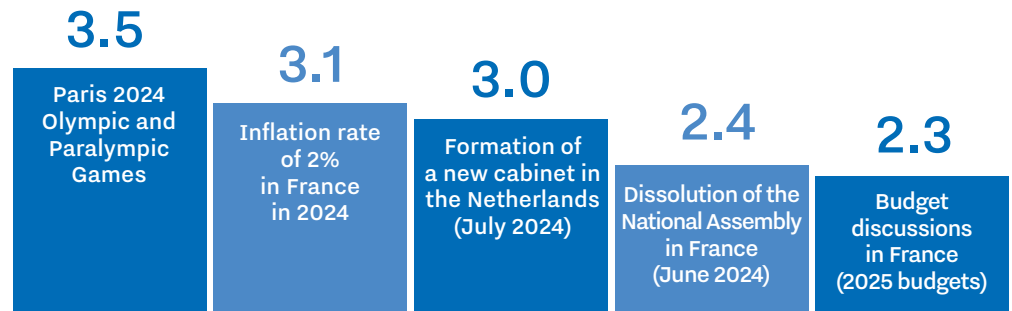 3.5
Paris 2024
Olympic and
Paralympic
Games
3.1
Inflation rate
of 2%
in France
in 2024
3.0
Formation of
a new cabinet in
the Netherlands
(July 2024)
2.4
Dissolution of the
National Assembly
in France
(June 2024)
2.3
Budget
discussions
in France
(2025 budgets)